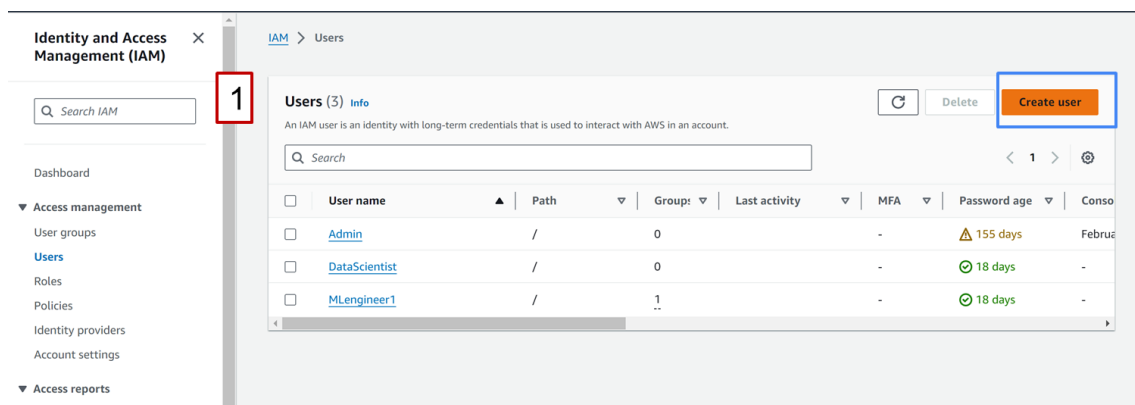 Identity and Access
Management (IAM)
Search IAM
Dashboard
Access management
User groups
Users
Roles
Policies
Identity providers
Account settings
Access reports
1
IAM > Users
Users (3) Info
Delete
Create user
An IAM user is an identity with long-term credentials that is used to interact with AWS in an account.
Search
1
User name Path Groups Last activity MFA Password age Conso
Admin / 0 - 155 days Februa
DataScientist / 0 - 18 days -
MLengineer1 / 1 - 18 days -